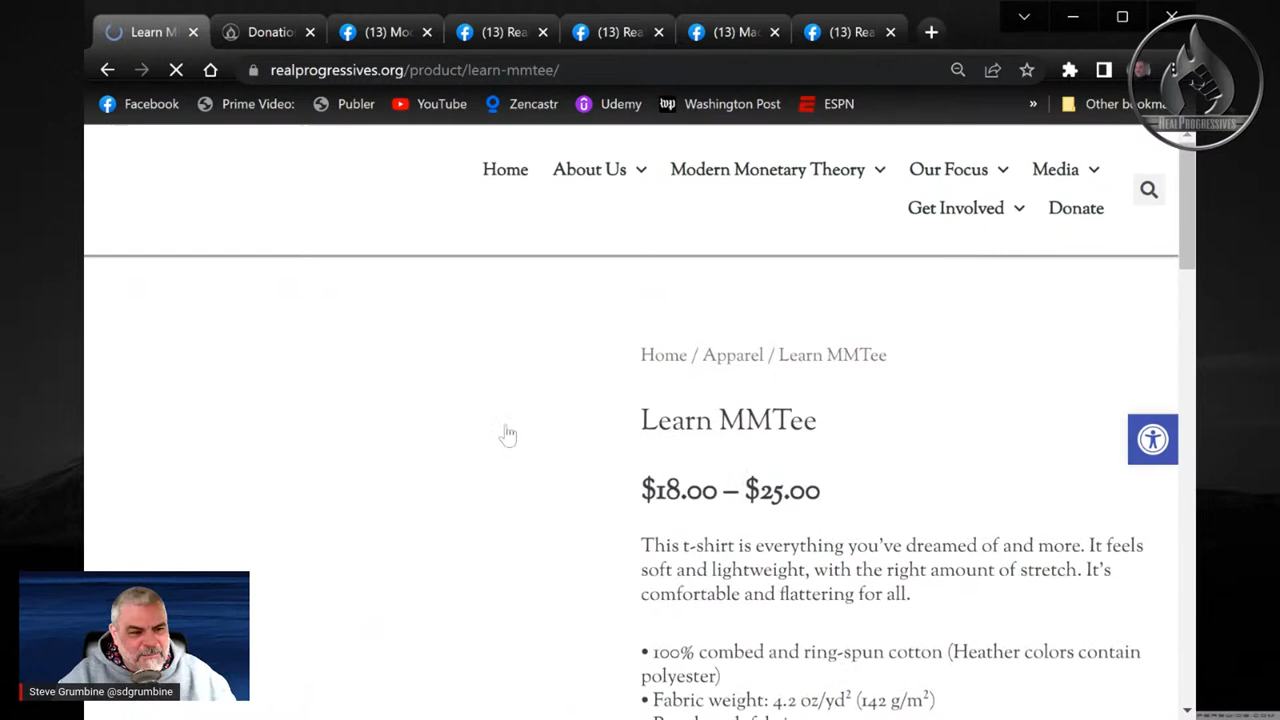 Learn M
Donatio
(13) Moc
(13) Rea
(13) Rea
(13) Mac
(13) Rea
realprogressives.org/product/learn-mmtee/
Facebook
Prime Video:
Publer
YouTube
Zencastr
Udemy
Washington Post
ESPN
»
Other bookm
REALPROGRESSIVES
Home
About Us
Modern Monetary Theory
Our Focus
Media
Get Involved
Donate
Home / Apparel / Learn MMTee
Learn MMTee
$18.00 – $25.00
This t-shirt is everything you've dreamed of and more. It feels
soft and lightweight, with the right amount of stretch. It's
comfortable and flattering for all.
• 100% combed and ring-spun cotton (Heather colors contain
polyester)
• Fabric weight: 4.2 oz/yd² (142 g/m²)
Steve Grumbine @sdgrumbine